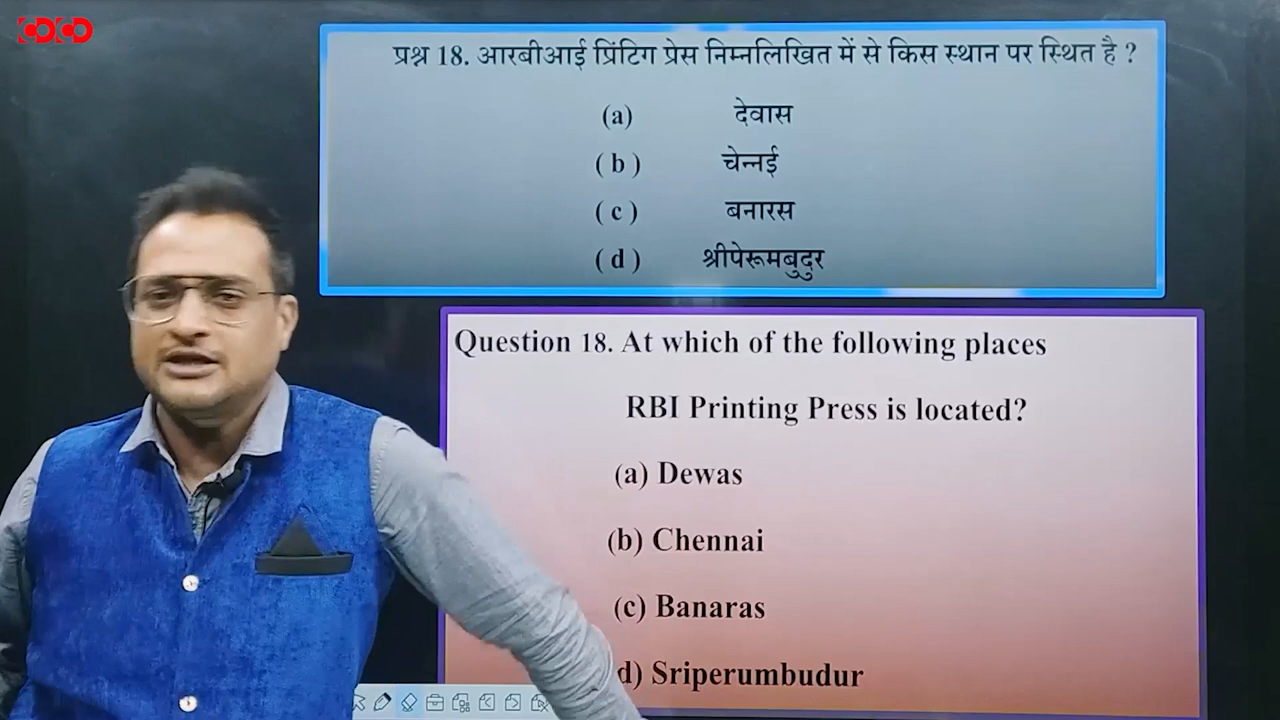 COCO
प्रश्न 18. आरबीआई प्रिंटिग प्रेस निम्नलिखित में से किस स्थान पर स्थित है ?
(a) देवास
( b ) चेन्नई
( c ) बनारस
( d ) श्रीपेरूमबुदुर
Question 18. At which of the following places
RBI Printing Press is located?
(a) Dewas
(b) Chennai
(c) Banaras
d) Sriperumbudur